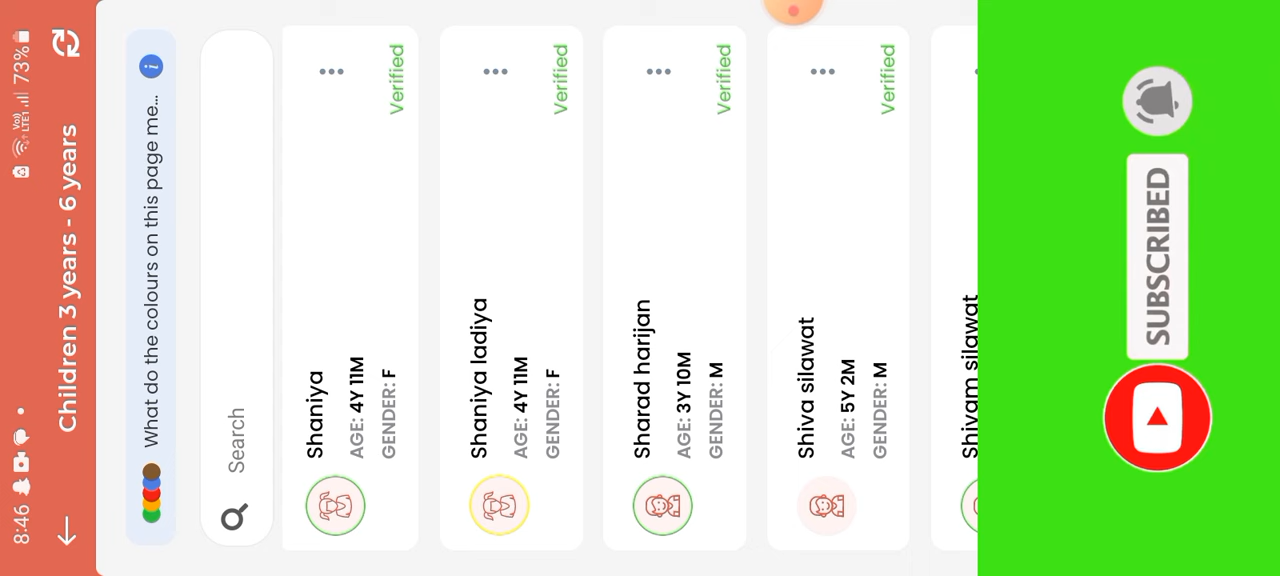 8:46
Vo)) LTE1 73%
Children 3 years - 6 years
What do the colours on this page me...
Search
Shaniya
AGE: 4Y 11M
GENDER: F
Verified
Shaniya ladiya
AGE: 4Y 11M
GENDER: F
Verified
Sharad harijan
AGE: 3Y 10M
GENDER: M
Verified
Shiva silawat
AGE: 5Y 2M
GENDER: M
Verified
Shivam silawat
SUBSCRIBED